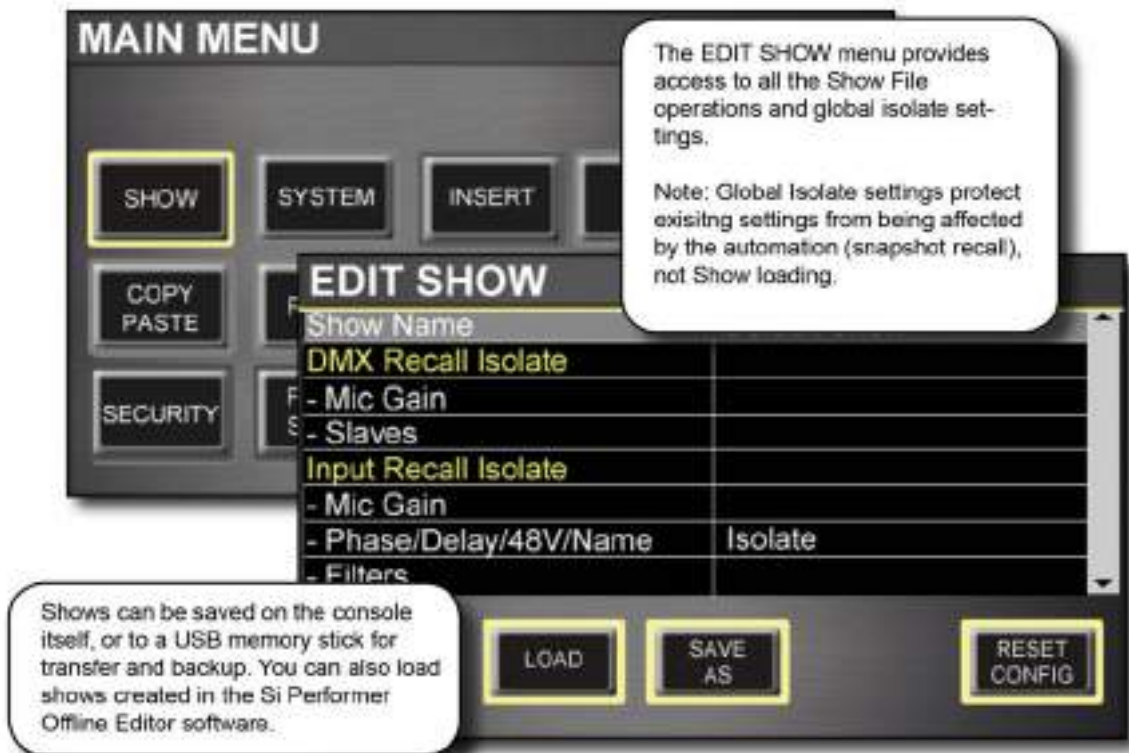 MAIN MENU
The EDIT SHOW menu provides
access to all the Show File
operations and global isolate set-
tings.
Note: Global Isolate settings protect
exisitng settings from being affected
by the automation (snapshot recall),
not Show loading.
SHOW
SYSTEM
INSERT
COPY
PASTE
SECURITY
EDIT SHOW
Show Name
DMX Recall Isolate
- Mic Gain
- Slaves
Input Recall Isolate
- Mic Gain
- Phase/Delay/48V/Name Isolate
- Filters
Shows can be saved on the console
itself, or to a USB memory stick for
transfer and backup. You can also load
shows created in the Si Performer
Offline Editor software.
LOAD
SAVE
AS
RESET
CONFIG